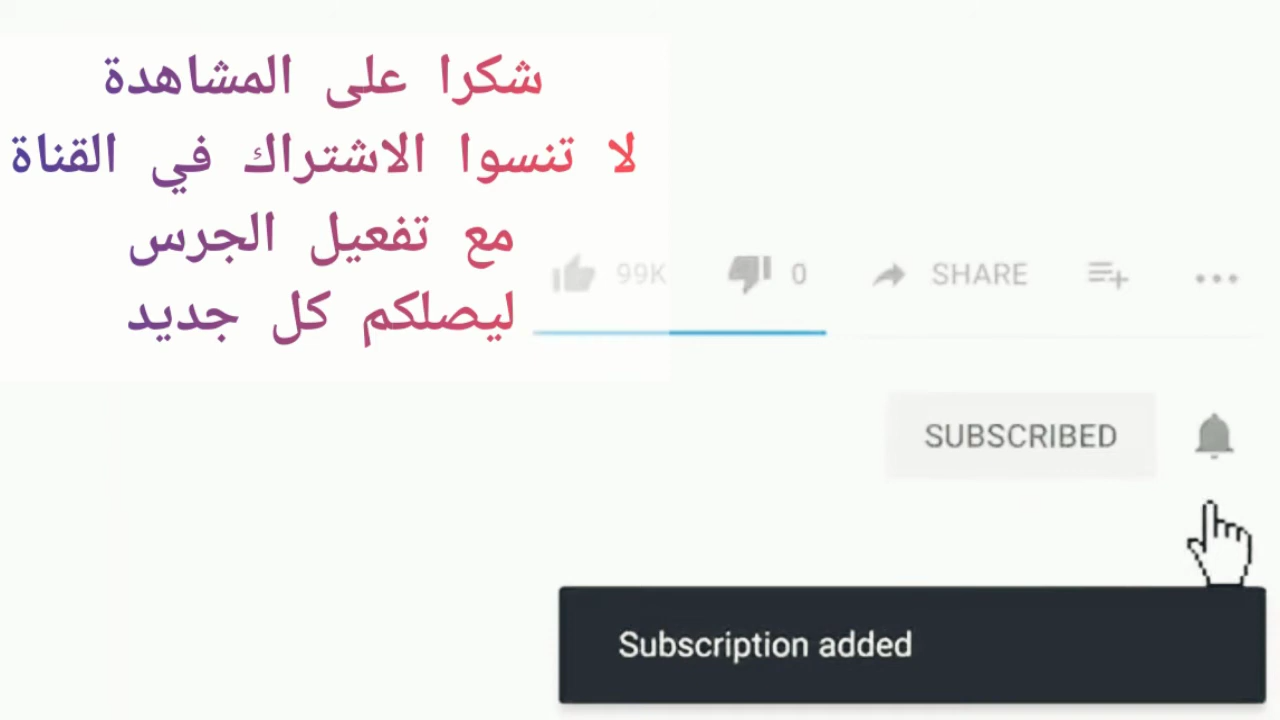 شكرا على المشاهدة
لا تنسوا الاشتراك في القناة
مع تفعيل الجرس
ليصلكم كل جديد
99K 0 SHARE
SUBSCRIBED
Subscription added